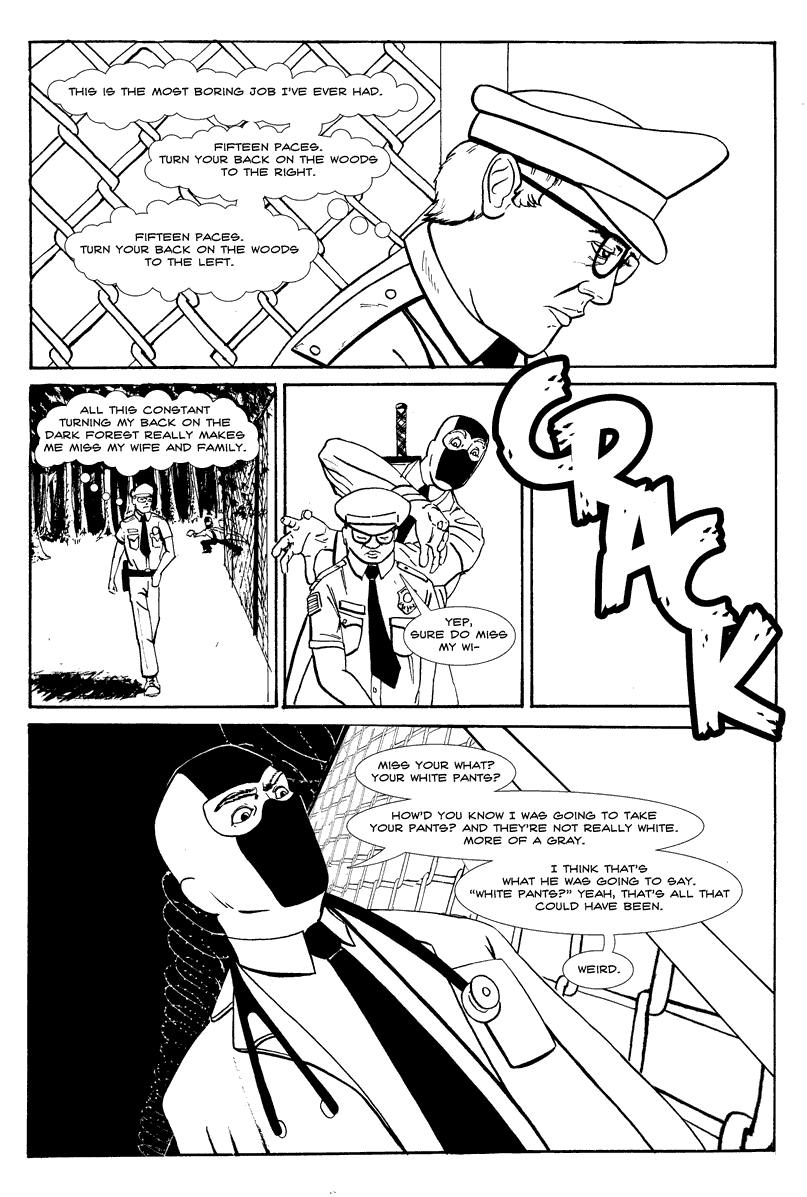 THIS IS THE MOST BORING JOB I'VE EVER HAD.
FIFTEEN PACES.
TURN YOUR BACK ON THE WOODS
TO THE RIGHT.
FIFTEEN PACES.
TURN YOUR BACK ON THE WOODS
TO THE LEFT.
ALL THIS CONSTANT
TURNING MY BACK ON THE
DARK FOREST REALLY MAKES
ME MISS MY WIFE AND FAMILY.
YEP,
SURE DO MISS
MY WI-
CRACK
MISS YOUR WHAT?
YOUR WHITE PANTS?
HOW'D YOU KNOW I WAS GOING TO TAKE
YOUR PANTS? AND THEY'RE NOT REALLY WHITE.
MORE OF A GRAY.
I THINK THAT'S
WHAT HE WAS GOING TO SAY.
"WHITE PANTS?" YEAH, THAT'S ALL THAT
COULD HAVE BEEN.
WEIRD.